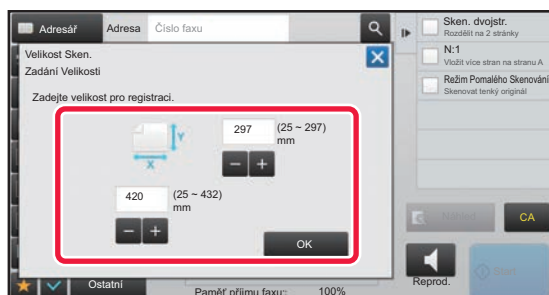 Adresář
Adresa
Číslo faxu
Velikost Sken.
Zadání Velikosti
Zadejte velikost pro registraci.
Y
X
297
(25 ~ 297)
mm
420
(25 ~ 432)
mm
OK
Sken. dvojstr.
Rozdělit na 2 stránky
N:1
Vložit více stran na stranu A
Režim Pomalého Skenování
Skenovat tenký originál
Náhled
CA
Start
Reprod.
Ostatní
Paměť příjmu faxu:
100%